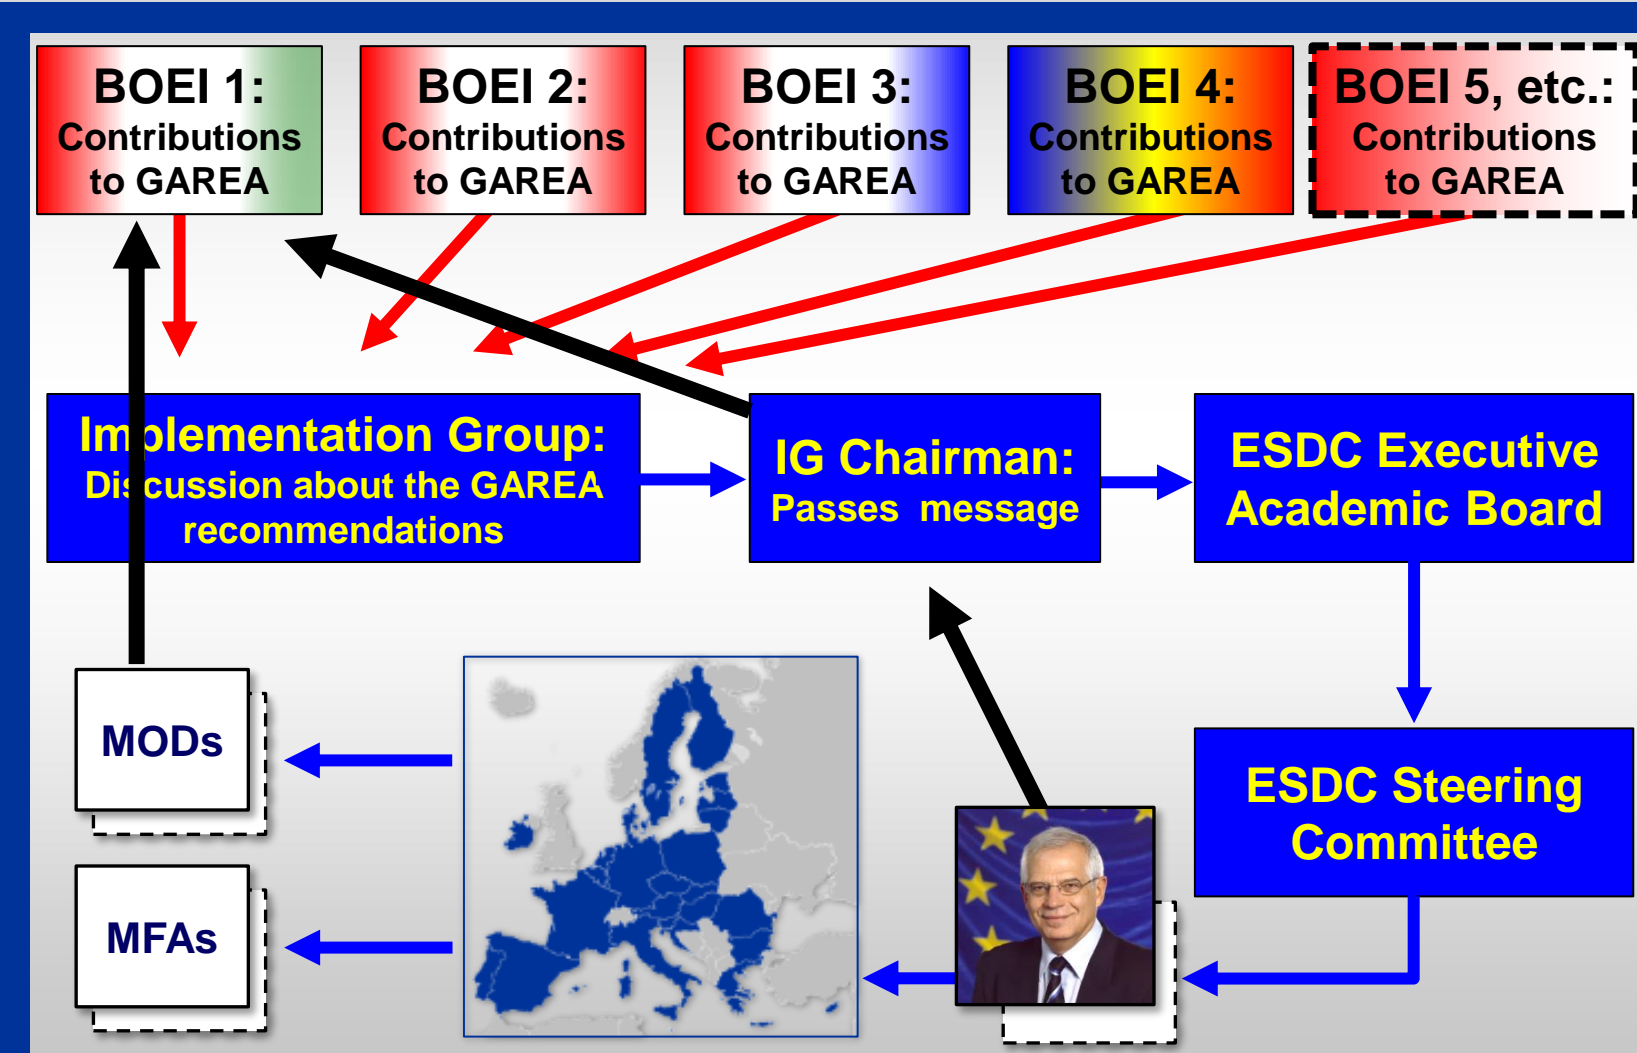 BOEI 1:
Contributions
to GAREA
BOEI 2:
Contributions
to GAREA
BOEI 3:
Contributions
to GAREA
BOEI 4:
Contributions
to GAREA
BOEI 5, etc.:
Contributions
to GAREA
Implementation Group:
Discussion about the GAREA
recommendations
IG Chairman:
Passes message
ESDC Executive
Academic Board
MODs
ESDC Steering
Committee
MFAs